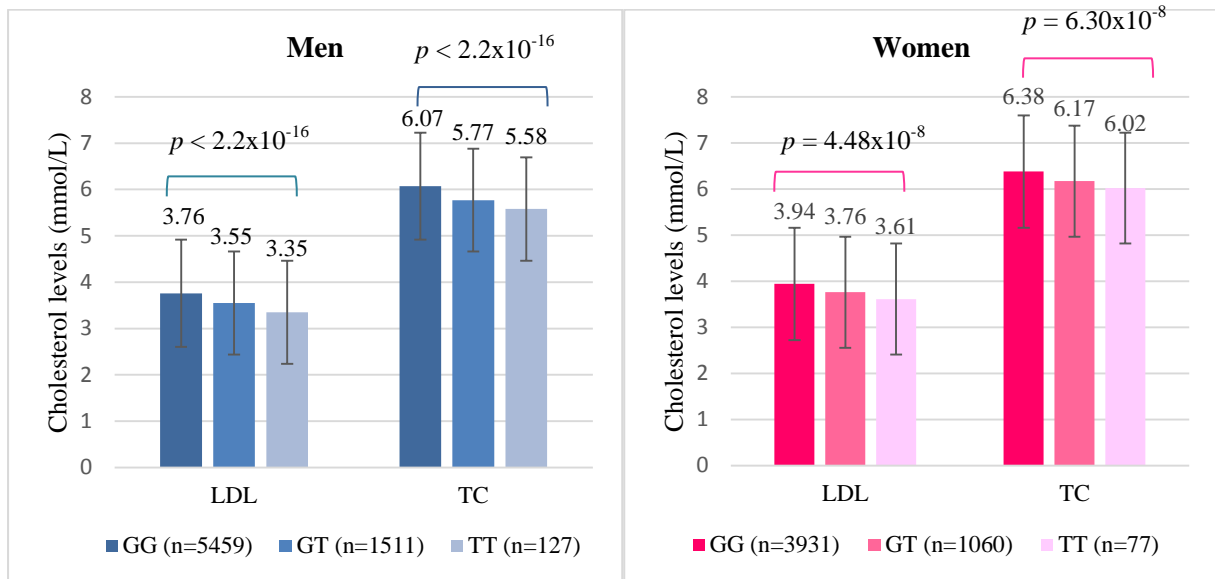 Men
p < 2.2x10-16
p < 2.2x10-16
8
7
6
5
4
3
2
1
0
Cholesterol levels (mmol/L)
3.76
3.55
3.35
6.07
5.77
5.58
LDL
TC
GG (n=5459)
GT (n=1511)
TT (n=127)
Women
p = 6.30x10-8
p = 4.48x10-8
8
7
6
5
4
3
2
1
0
Cholesterol levels (mmol/L)
3.94
3.76
3.61
6.38
6.17
6.02
LDL
TC
GG (n=3931)
GT (n=1060)
TT (n=77)